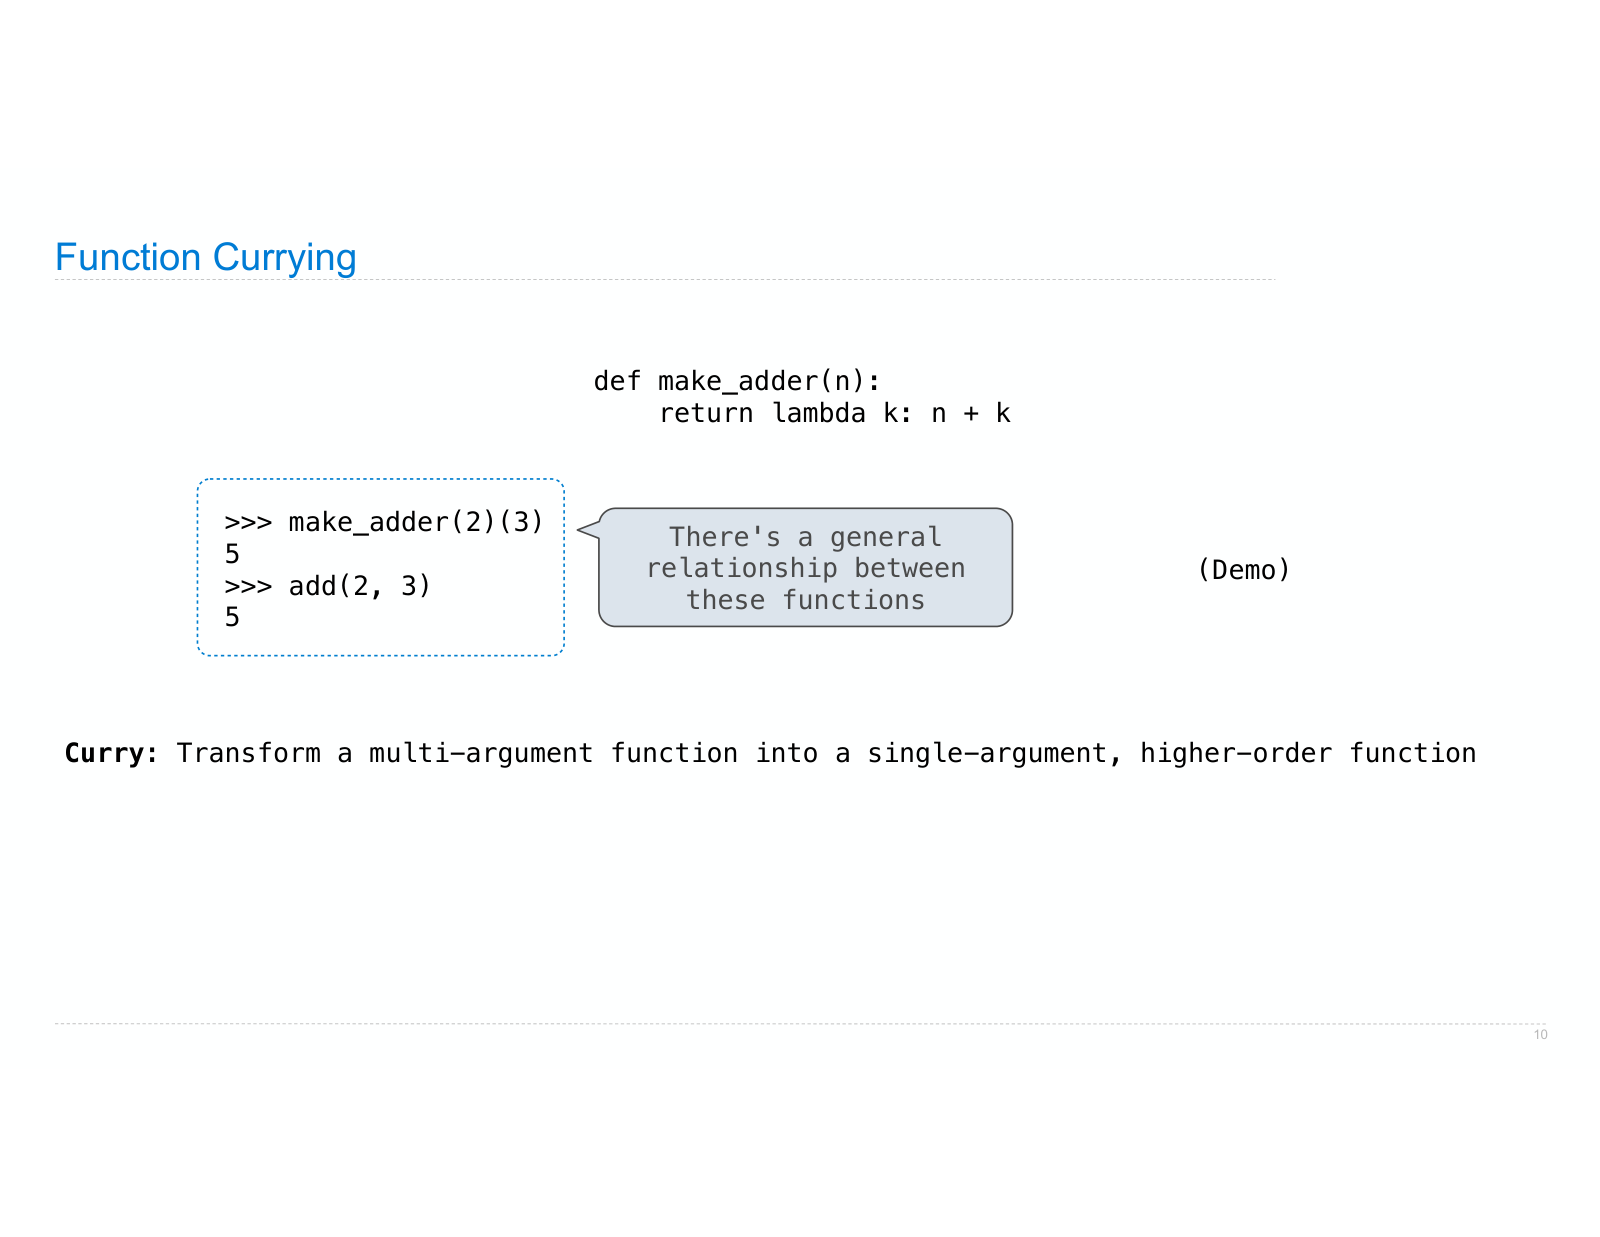 Function Currying
def make_adder(n):
    return lambda k: n + k
>>> make_adder(2)(3)
5
>>> add(2, 3)
5
There's a general
relationship between
these functions
(Demo)
Curry: Transform a multi–argument function into a single–argument, higher–order function
10